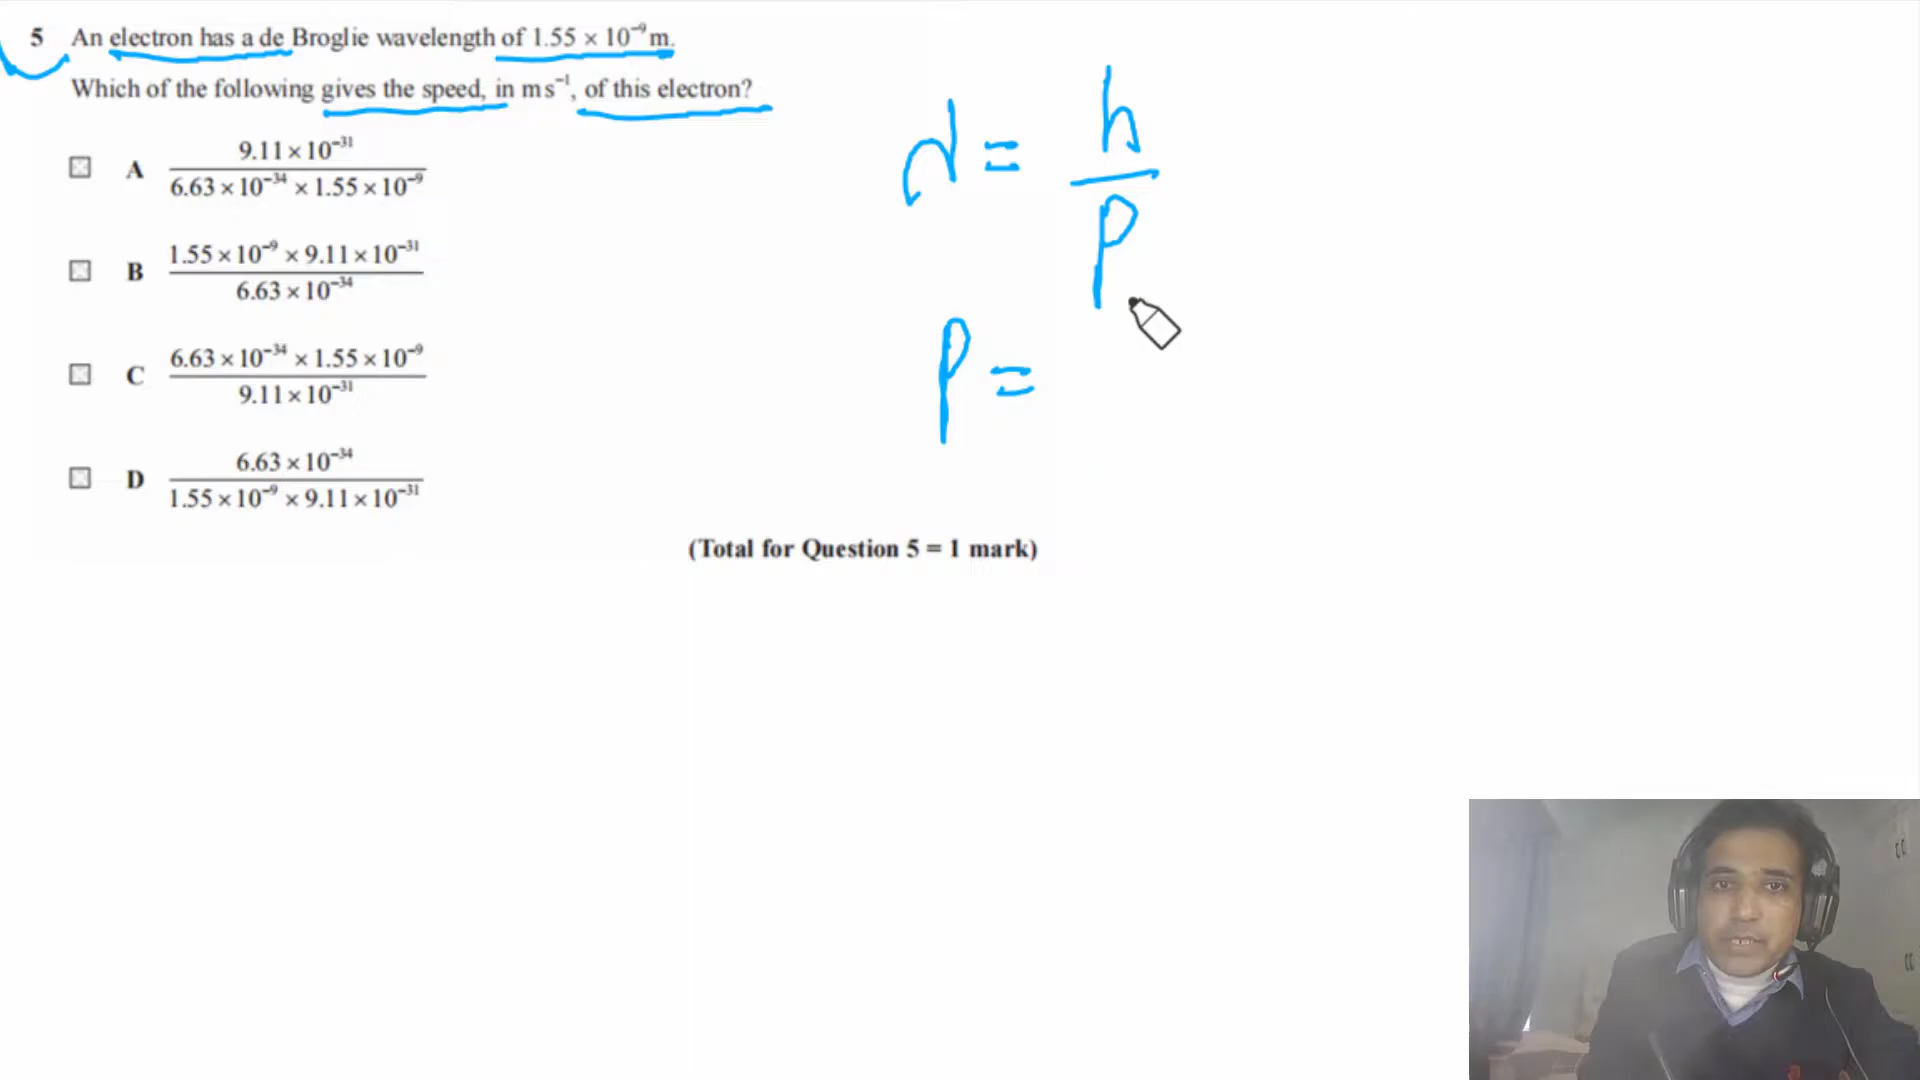 5 An electron has a de Broglie wavelength of 1.55 × 10⁻⁹ m.
Which of the following gives the speed, in m s⁻¹, of this electron?
A 9.11 × 10⁻³¹
6.63 × 10⁻³⁴ × 1.55 × 10⁻⁹
B 1.55 × 10⁻⁹ × 9.11 × 10⁻³¹
6.63 × 10⁻³⁴
C 6.63 × 10⁻³⁴ × 1.55 × 10⁻⁹
9.11 × 10⁻³¹
D 6.63 × 10⁻³⁴
1.55 × 10⁻⁹ × 9.11 × 10⁻³¹
(Total for Question 5 = 1 mark)
λ = h
p
p =